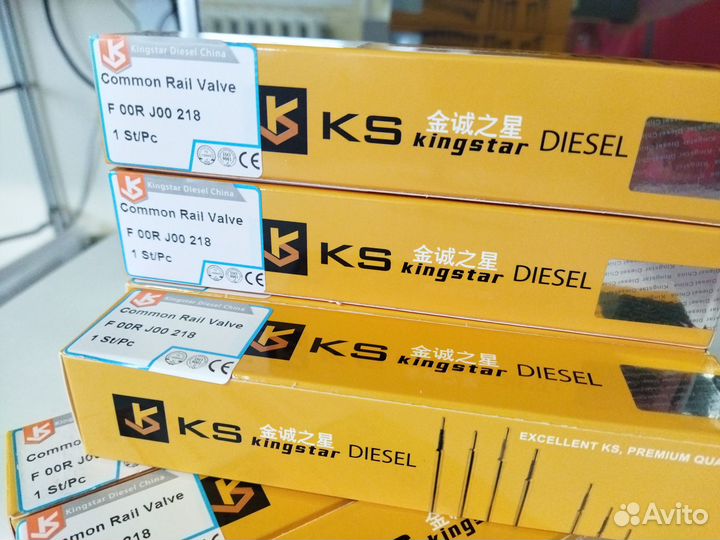 Kingstar Diesel China
Common Rail Valve
F 00R J00 218
1 St/Pc
CE
KS 金诚之星 kingstar DIESEL
Kingstar Diesel China
Common Rail Valve
F 00R J00 218
1 St/Pc
CE
KS 金诚之星 kingstar DIESEL
Kingstar Diesel China
Common Rail Valve
F 00R J00 218
1 St/Pc
CE
KS 金诚之星 kingstar DIESEL
KS 金诚之星 kingstar DIESEL
EXCELLENT KS, PREMIUM
Common Rail
F 00R J00
1 St/Pc
Kingstar Diesel China
Common Rail Valve
218
Avito